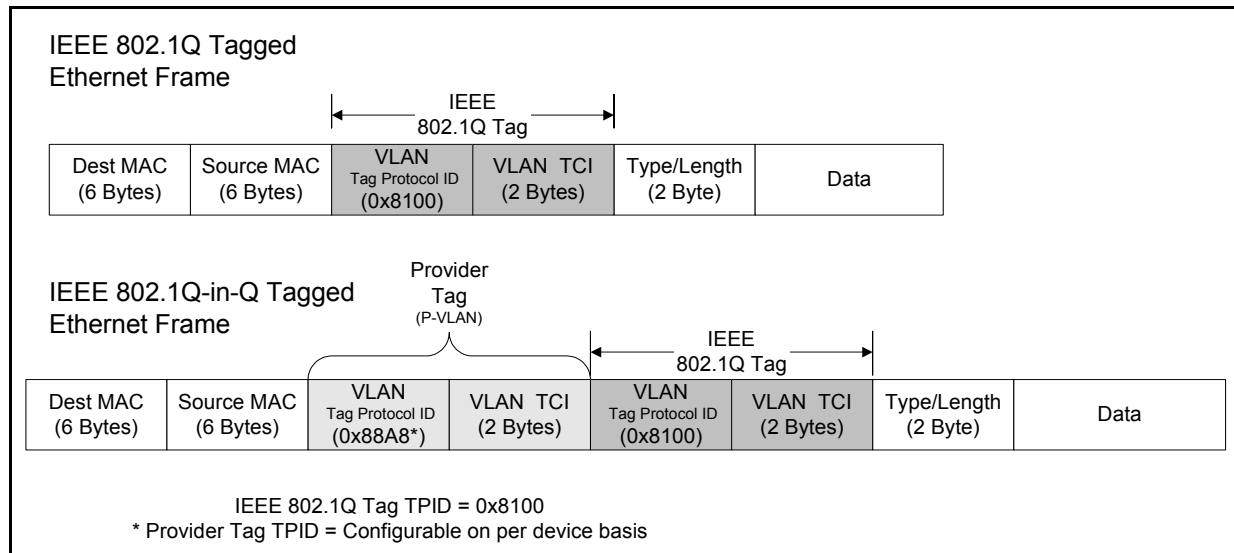 IEEE 802.1Q Tagged
Ethernet Frame
IEEE
802.1Q Tag
Dest MAC
(6 Bytes)
Source MAC
(6 Bytes)
VLAN
Tag Protocol ID
(0x8100)
VLAN TCI
(2 Bytes)
Type/Length
(2 Byte)
Data
IEEE 802.1Q-in-Q Tagged
Ethernet Frame
Provider
Tag
(P-VLAN)
IEEE
802.1Q Tag
Dest MAC
(6 Bytes)
Source MAC
(6 Bytes)
VLAN
Tag Protocol ID
(0x88A8*)
VLAN TCI
(2 Bytes)
VLAN
Tag Protocol ID
(0x8100)
VLAN TCI
(2 Bytes)
Type/Length
(2 Byte)
Data
IEEE 802.1Q Tag TPID = 0x8100
* Provider Tag TPID = Configurable on per device basis